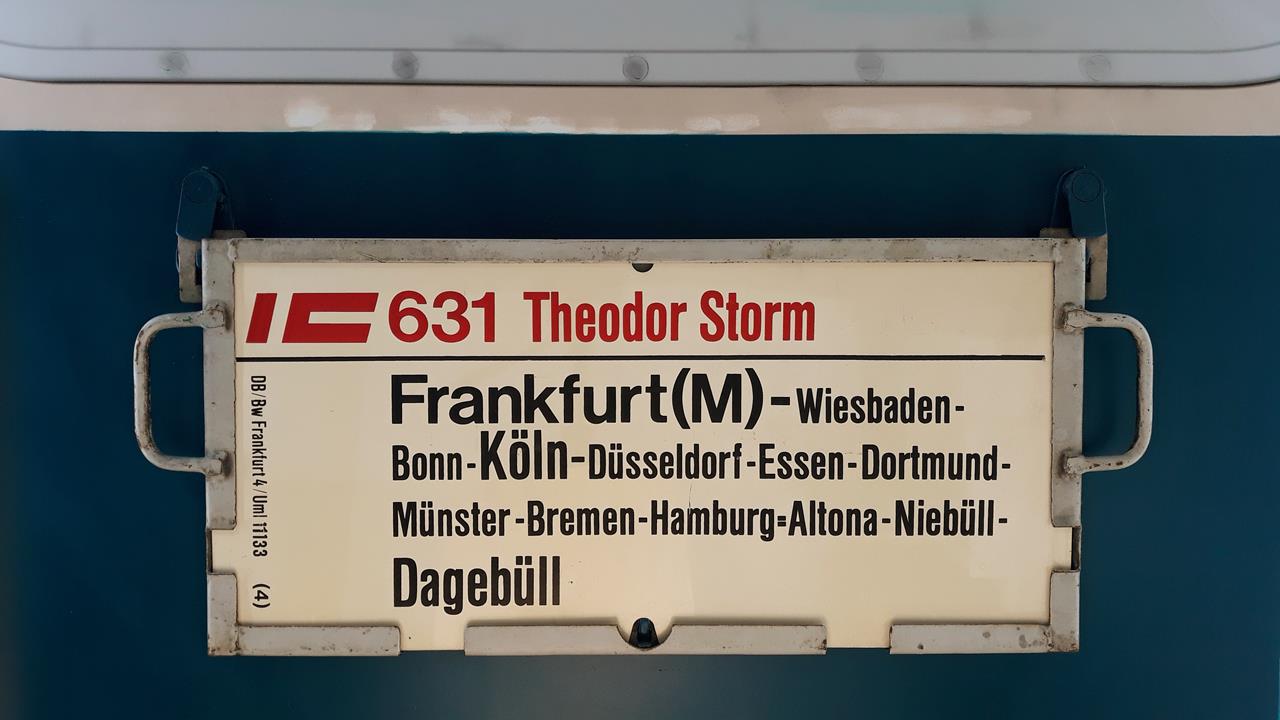 IC 631 Theodor Storm
Frankfurt(M)-Wiesbaden-
Bonn-Köln-Düsseldorf-Essen-Dortmund-
Münster-Bremen-Hamburg=Altona-Niebüll-
Dagebüll
DB/Bw Frankfurt 4/Uml 11133 (4)